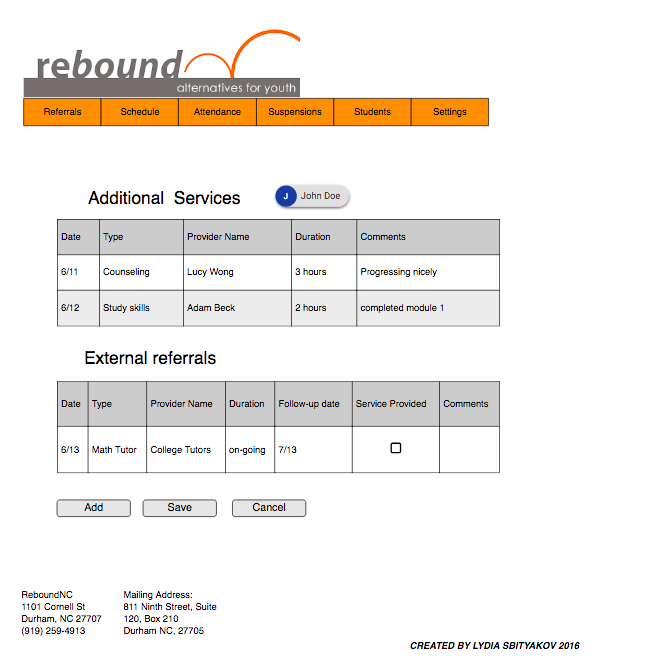 rebound
alternatives for youth
Referrals Schedule Attendance Suspensions Students Settings
Additional Services J John Doe
Date Type Provider Name Duration Comments
6/11 Counseling Lucy Wong 3 hours Progressing nicely
6/12 Study skills Adam Beck 2 hours completed module 1
External referrals
Date Type Provider Name Duration Follow-up date Service Provided Comments
6/13 Math Tutor College Tutors on-going 7/13
Add Save Cancel
ReboundNC
1101 Cornell St
Durham, NC 27707
(919) 259-4913
Mailing Address:
811 Ninth Street, Suite
120, Box 210
Durham NC, 27705
CREATED BY LYDIA SBITYAKOV 2016